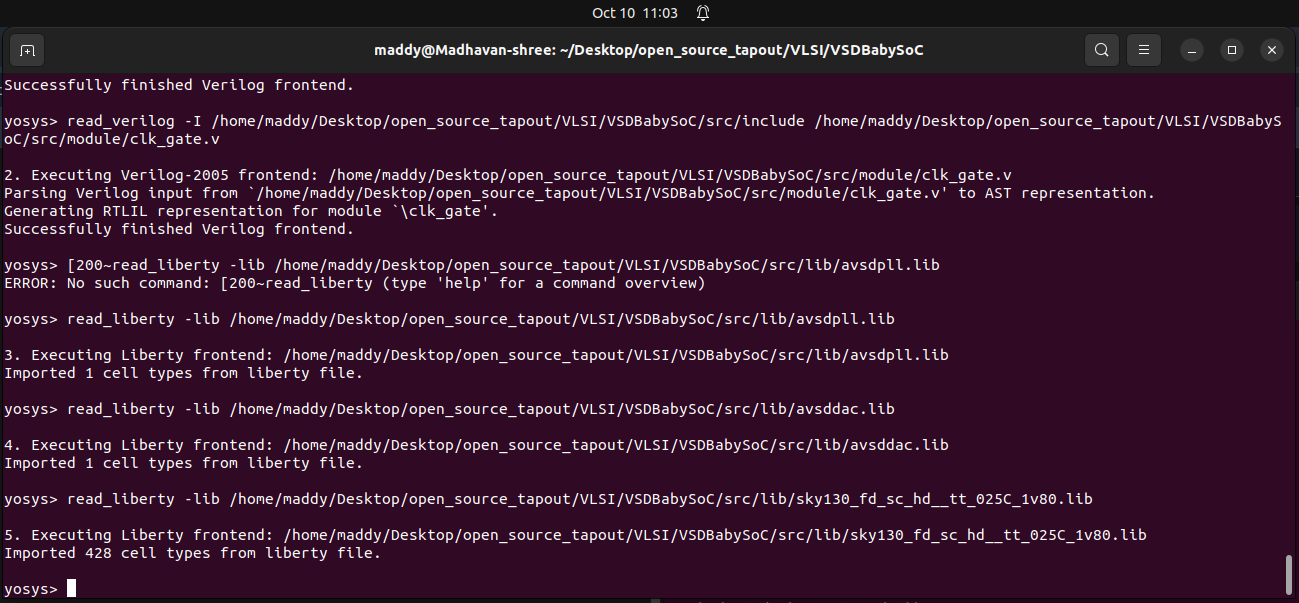 Oct 10 11:03
maddy@Madhavan-shree: ~/Desktop/open_source_tapout/VLSI/VSDBabySoC
Successfully finished Verilog frontend.
yosys> read_verilog -I /home/maddy/Desktop/open_source_tapout/VLSI/VSDBabySoC/src/include /home/maddy/Desktop/open_source_tapout/VLSI/VSDBabyS
oC/src/module/clk_gate.v
2. Executing Verilog-2005 frontend: /home/maddy/Desktop/open_source_tapout/VLSI/VSDBabySoC/src/module/clk_gate.v
Parsing Verilog input from `/home/maddy/Desktop/open_source_tapout/VLSI/VSDBabySoC/src/module/clk_gate.v' to AST representation.
Generating RTLIL representation for module `\clk_gate'.
Successfully finished Verilog frontend.
yosys> [200~read_liberty -lib /home/maddy/Desktop/open_source_tapout/VLSI/VSDBabySoC/src/lib/avsdpll.lib
ERROR: No such command: [200~read_liberty (type 'help' for a command overview)
yosys> read_liberty -lib /home/maddy/Desktop/open_source_tapout/VLSI/VSDBabySoC/src/lib/avsdpll.lib
3. Executing Liberty frontend: /home/maddy/Desktop/open_source_tapout/VLSI/VSDBabySoC/src/lib/avsdpll.lib
Imported 1 cell types from liberty file.
yosys> read_liberty -lib /home/maddy/Desktop/open_source_tapout/VLSI/VSDBabySoC/src/lib/avsddac.lib
4. Executing Liberty frontend: /home/maddy/Desktop/open_source_tapout/VLSI/VSDBabySoC/src/lib/avsddac.lib
Imported 1 cell types from liberty file.
yosys> read_liberty -lib /home/maddy/Desktop/open_source_tapout/VLSI/VSDBabySoC/src/lib/sky130_fd_sc_hd__tt_025C_1v80.lib
5. Executing Liberty frontend: /home/maddy/Desktop/open_source_tapout/VLSI/VSDBabySoC/src/lib/sky130_fd_sc_hd__tt_025C_1v80.lib
Imported 428 cell types from liberty file.
yosys>